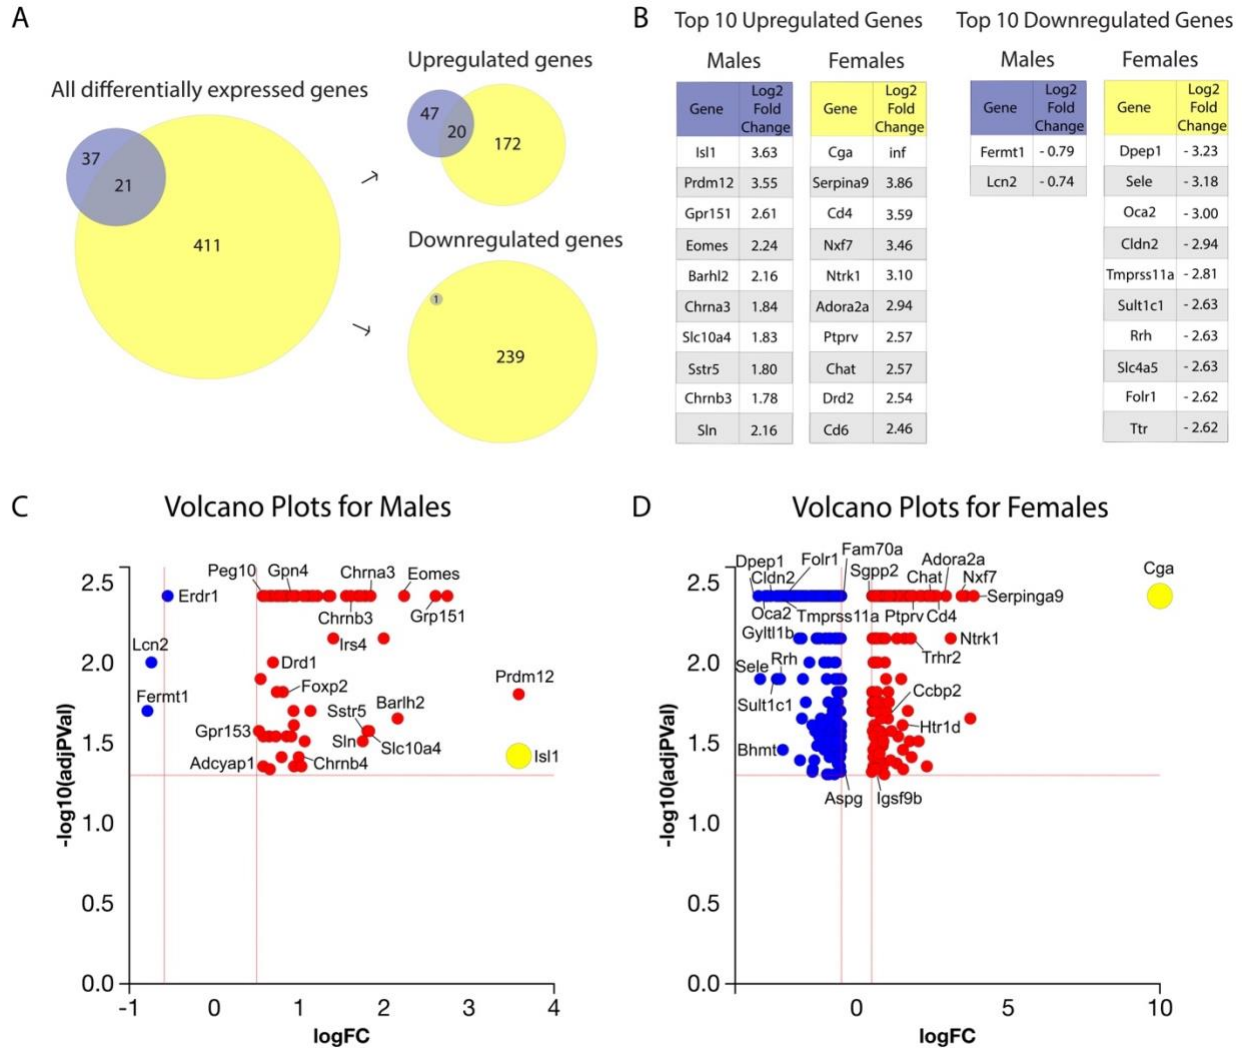 A
All differentially expressed genes
37
21
411
Upregulated genes
47
20
172
Downregulated genes
1
239
B
Top 10 Upregulated Genes
Males
Gene Log2 Fold Change
Isl1 3.63
Prdm12 3.55
Gpr151 2.61
Eomes 2.24
Barhl2 2.16
Chrna3 1.84
Slc10a4 1.83
Sstr5 1.80
Chrnb3 1.78
Sln 2.16
Females
Gene Log2 Fold Change
Cga inf
Serpina9 3.86
Cd4 3.59
Nxf7 3.46
Ntrk1 3.10
Adora2a 2.94
Ptprv 2.57
Chat 2.57
Drd2 2.54
Cd6 2.46
Top 10 Downregulated Genes
Males
Gene Log2 Fold Change
Fermt1 - 0.79
Lcn2 - 0.74
Females
Gene Log2 Fold Change
Dpep1 - 3.23
Sele - 3.18
Oca2 - 3.00
Cldn2 - 2.94
Tmprss11a - 2.81
Sult1c1 - 2.63
Rrh - 2.63
Slc4a5 - 2.63
Folr1 - 2.62
Ttr - 2.62
C
Volcano Plots for Males
-log10(adjPVal)
2.5
2.0
1.5
1.0
0.5
0.0
Peg10 Gpn4 Chrna3 Eomes
Erdr1
Chrnb3 Grp151
Lcn2
Irs4
Drd1
Fermt1
Foxp2
Prdm12
Sstr5 Barlh2
Gpr153
Sln Slc10a4
Adcyap1 Chrnb4
Isl1
-1 0 1 2 3 4
logFC
D
Volcano Plots for Females
-log10(adjPVal)
2.5
2.0
1.5
1.0
0.5
0.0
Fam70a
Dpep1 Folr1 Adora2a
Cldn2 Sgpp2 Chat Nxf7
Cga
Serpinga9
Oca2 Tmprss11a Ptprv Cd4
Gyltl1b Ntrk1
Sele Rrh Trhr2
Sult1c1 Ccbp2
Htr1d
Bhmt
Aspg Igsf9b
0 5 10
logFC